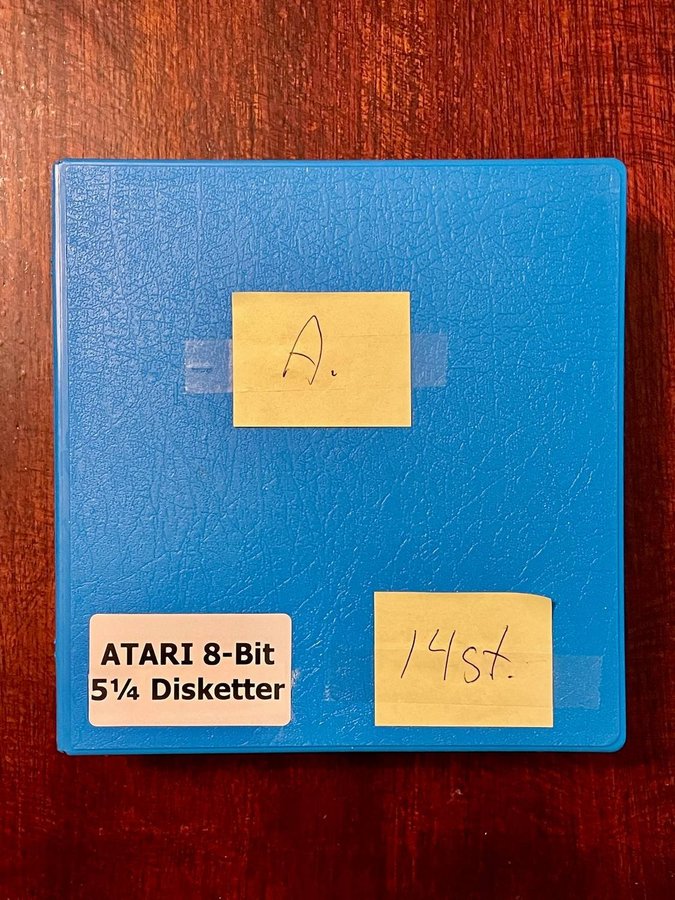 A.
ATARI 8-Bit
5¼ Disketter
14st.